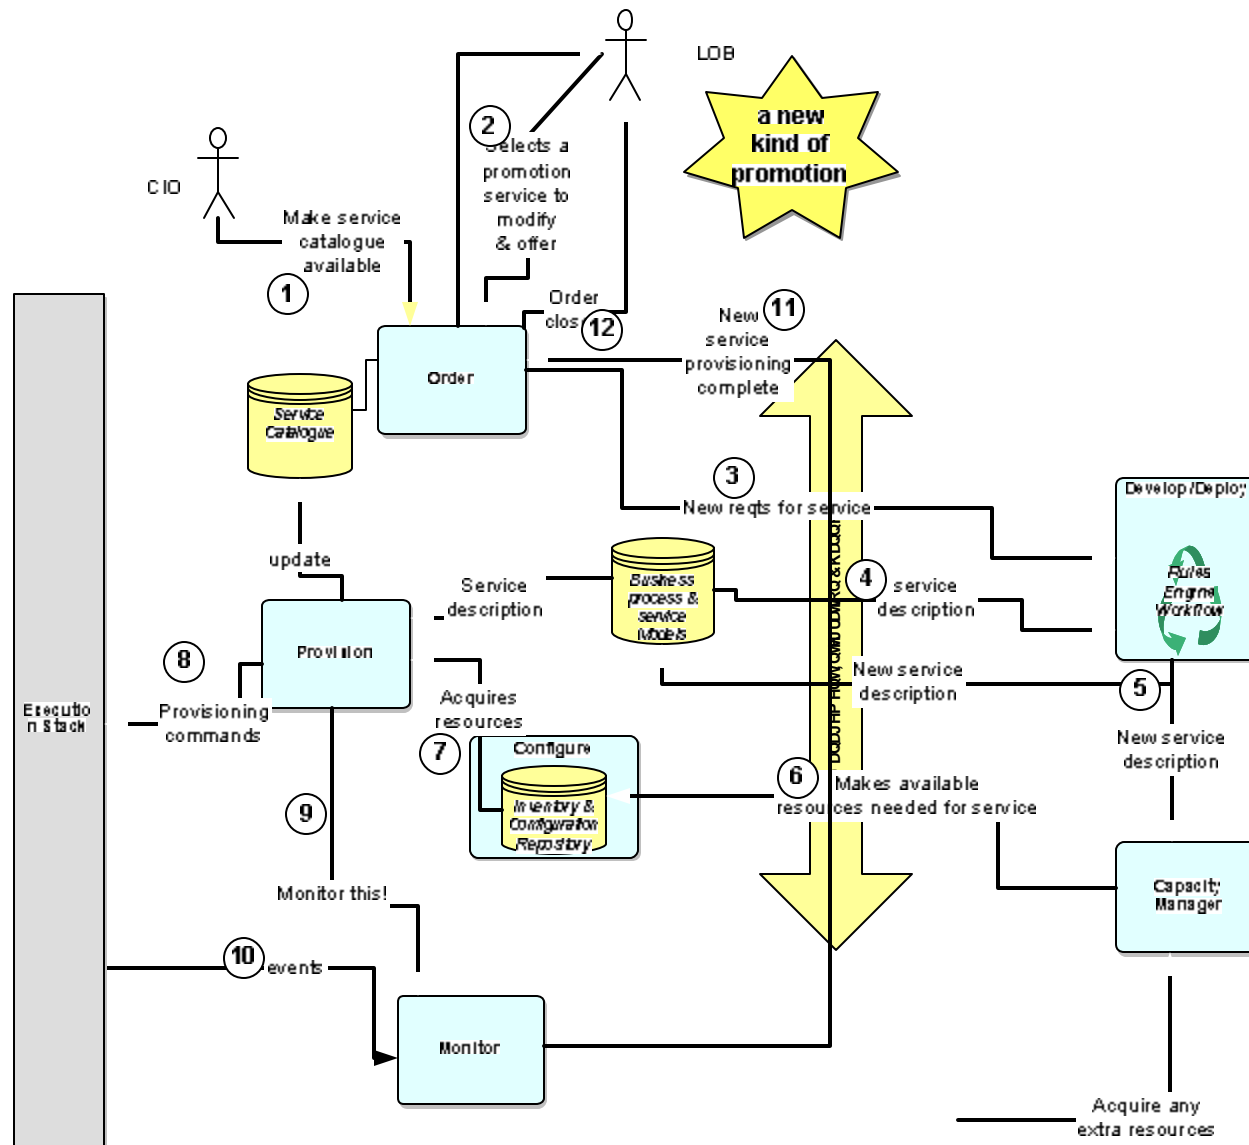 LOB
a new
kind of
promotion
2
Selects a
promotion
service to
modify
& offer
CIO
Make service
catalogue
available
1
Order
12
11
New
service
provisioning
complete
Order
Service
Catalogue
3
New reqts for service
Develop/Deploy
Rules
Engine
Workflow
update
Service
description
Business
process &
service
Models
4
service
description
Provision
8
Provisioning
commands
Executio
n Stack
Acquires
resources
7
New service
description
5
New service
description
Configure
Inventory &
Configuration
Repository
6
Makes available
resources needed for service
9
Monitor this!
Capacity
Manager
10
events
Monitor
Acquire any
extra resources